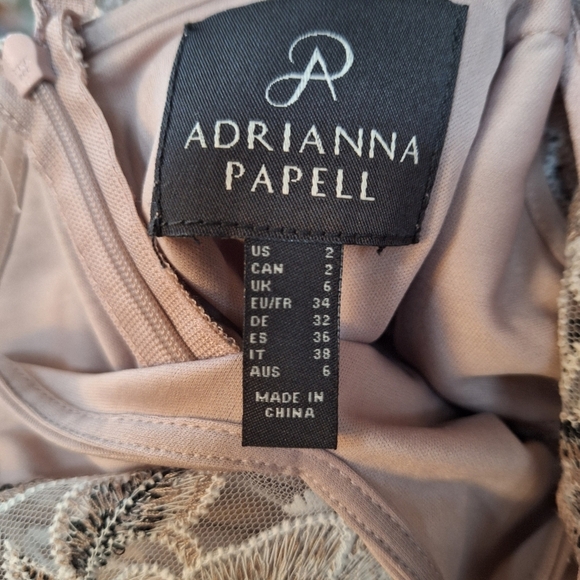 ADRIANNA
PAPELL
US 2
CAN 2
UK 6
EU/FR 34
DE 32
ES 36
IT 38
AUS 6
MADE IN
CHINA